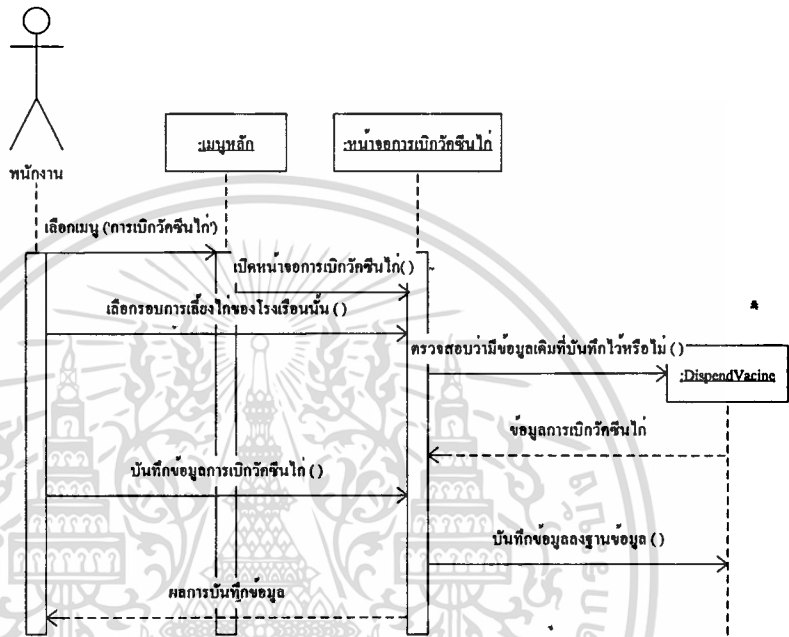 พนักงาน
:เมนูหลัก
:หน้าจอการเบิกวัคซีนไก่
เลือกเมนู ('การเบิกวัคซีนไก่')
เปิดหน้าจอการเบิกวัคซีนไก่()
เลือกรอบการเลี้ยงไก่ของโรงเรือนนั้น ()
ตรวจสอบว่ามีข้อมูลเดิมที่บันทึกไว้หรือไม่ ()
:DispendVacine
ข้อมูลการเบิกวัคซีนไก่
บันทึกข้อมูลการเบิกวัคซีนไก่ ()
บันทึกข้อมูลลงฐานข้อมูล ()
ผลการบันทึกข้อมูล